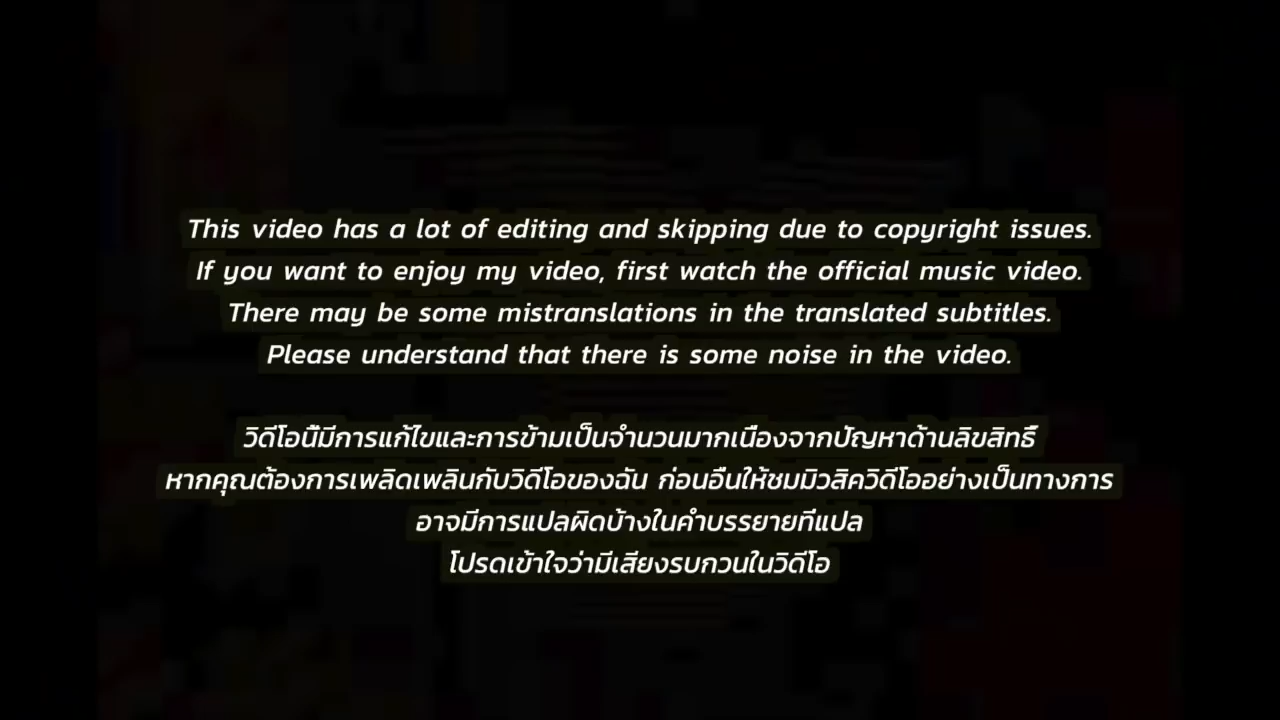 This video has a lot of editing and skipping due to copyright issues.
If you want to enjoy my video, first watch the official music video.
There may be some mistranslations in the translated subtitles.
Please understand that there is some noise in the video.
วิดีโอนี้มีการแก้ไขและการข้ามเป็นจำนวนมากเนื่องจากปัญหาด้านลิขสิทธิ์
หากคุณต้องการเพลิดเพลินกับวิดีโอของฉัน ก่อนอื่นให้ชมมิวสิควิดีโออย่างเป็นทางการ
อาจมีการแปลผิดบ้างในคำบรรยายที่แปล
โปรดเข้าใจว่ามีเสียงรบกวนในวิดีโอ